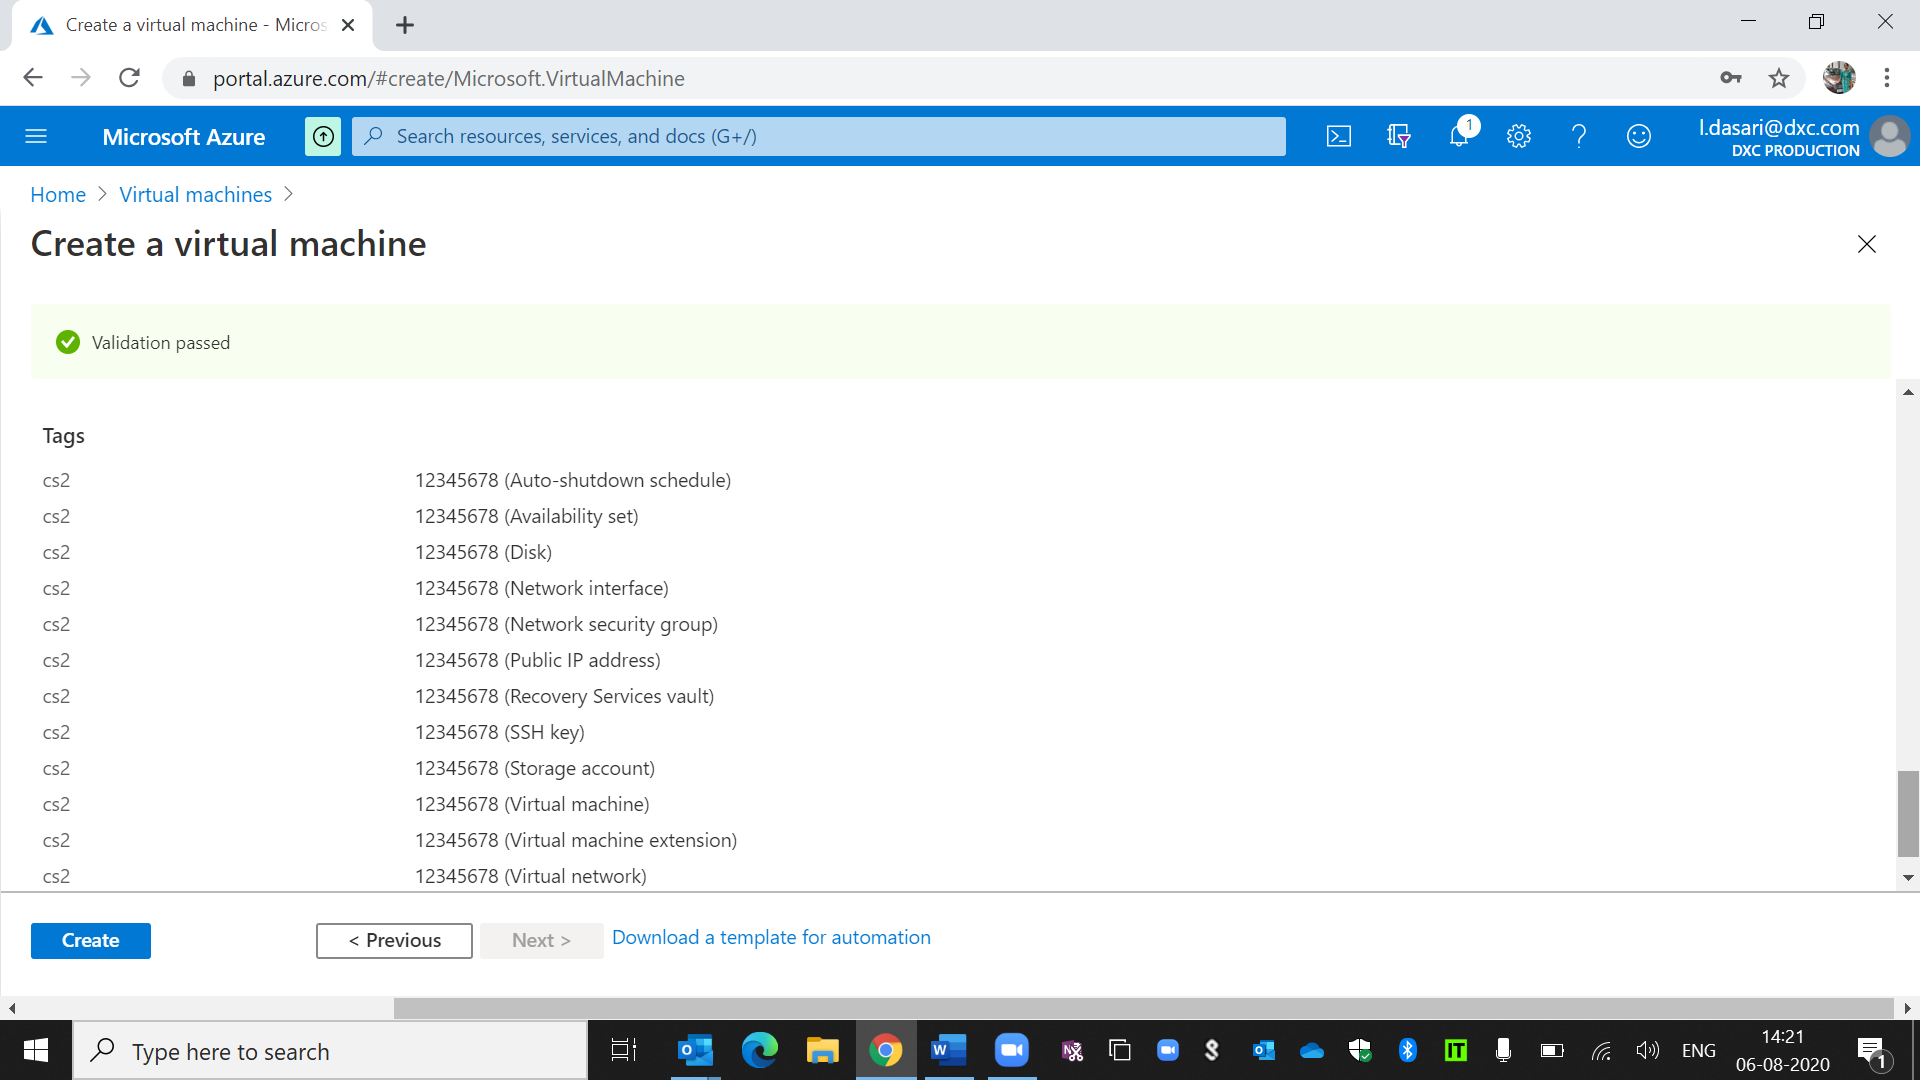 Create a virtual machine - Micros
portal.azure.com/#create/Microsoft.VirtualMachine
Microsoft Azure
Search resources, services, and docs (G+/)
1
l.dasari@dxc.com
DXC PRODUCTION
Home > Virtual machines >
Create a virtual machine
Validation passed
Tags
cs2 12345678 (Auto-shutdown schedule)
cs2 12345678 (Availability set)
cs2 12345678 (Disk)
cs2 12345678 (Network interface)
cs2 12345678 (Network security group)
cs2 12345678 (Public IP address)
cs2 12345678 (Recovery Services vault)
cs2 12345678 (SSH key)
cs2 12345678 (Storage account)
cs2 12345678 (Virtual machine)
cs2 12345678 (Virtual machine extension)
cs2 12345678 (Virtual network)
Create < Previous Next > Download a template for automation
Type here to search
ENG
14:21
06-08-2020
1